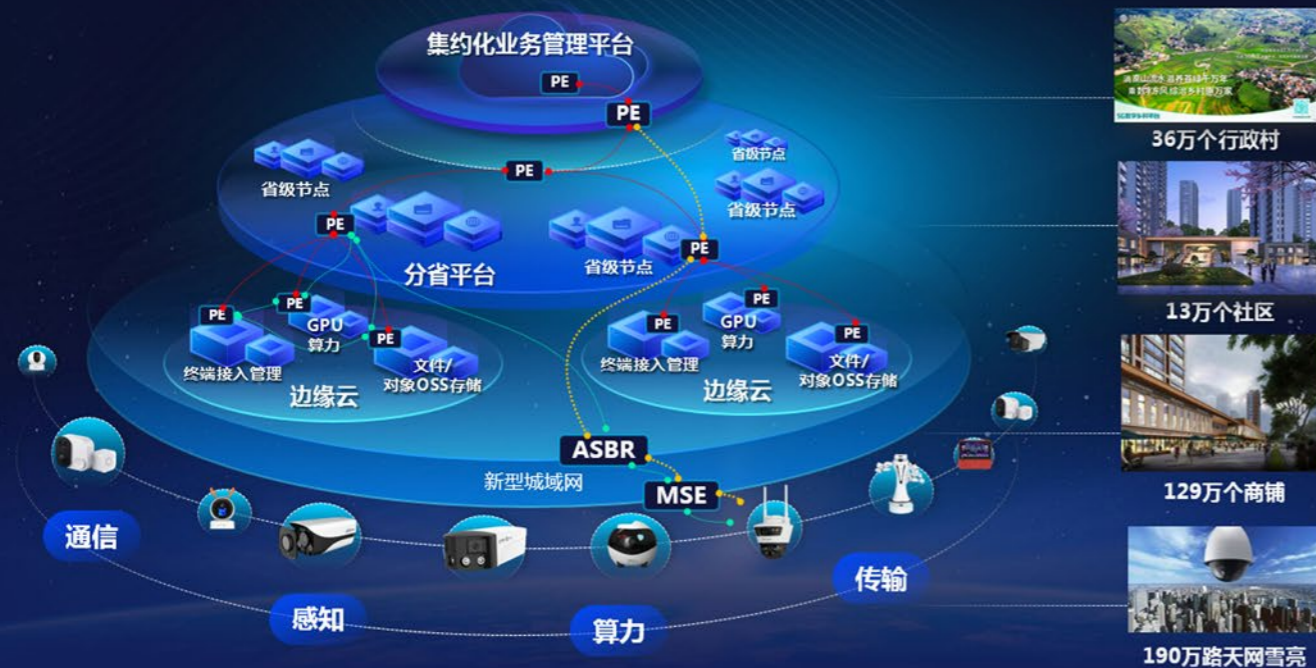 集约化业务管理平台
PE
PE
PE
省级节点
省级节点
省级节点
PE
省级节点
PE
分省平台
PE
PE
GPU
算力
PE
终端接入管理
文件/
对象OSS存储
边缘云
PE
PE
GPU
算力
PE
终端接入管理
文件/
对象OSS存储
边缘云
ASBR
新型城域网
MSE
通信
感知
算力
传输
36万个行政村
13万个社区
129万个商铺
190万路天网雪亮